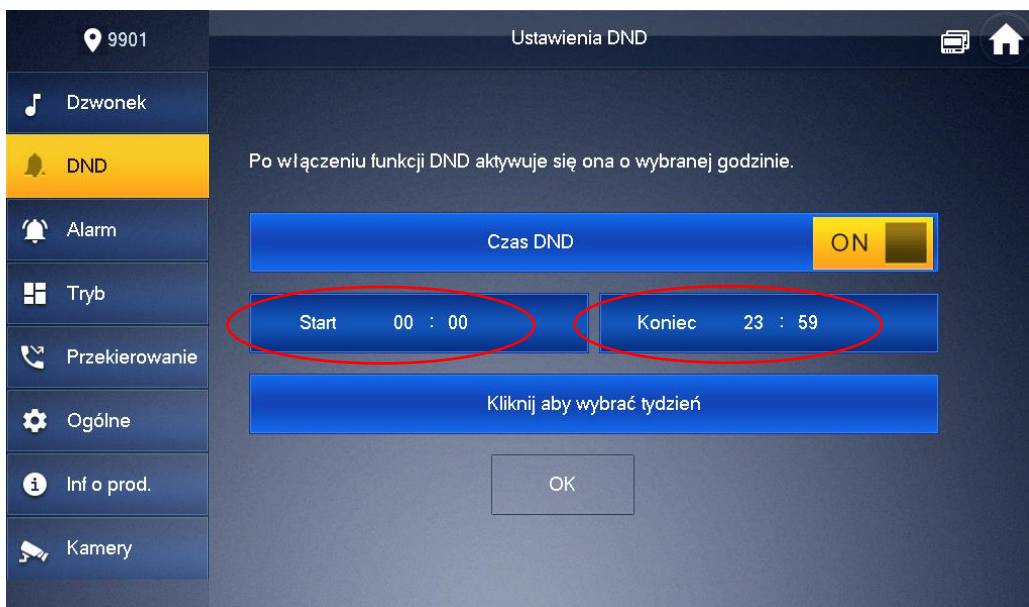 9901
Ustawienia DND
Dzwonek
DND
Alarm
Tryb
Przekierowanie
Ogólne
Inf o prod.
Kamery
Po włączeniu funkcji DND aktywuje się ona o wybranej godzinie.
Czas DND ON
Start 00 : 00 Koniec 23 : 59
Kliknij aby wybrać tydzień
OK